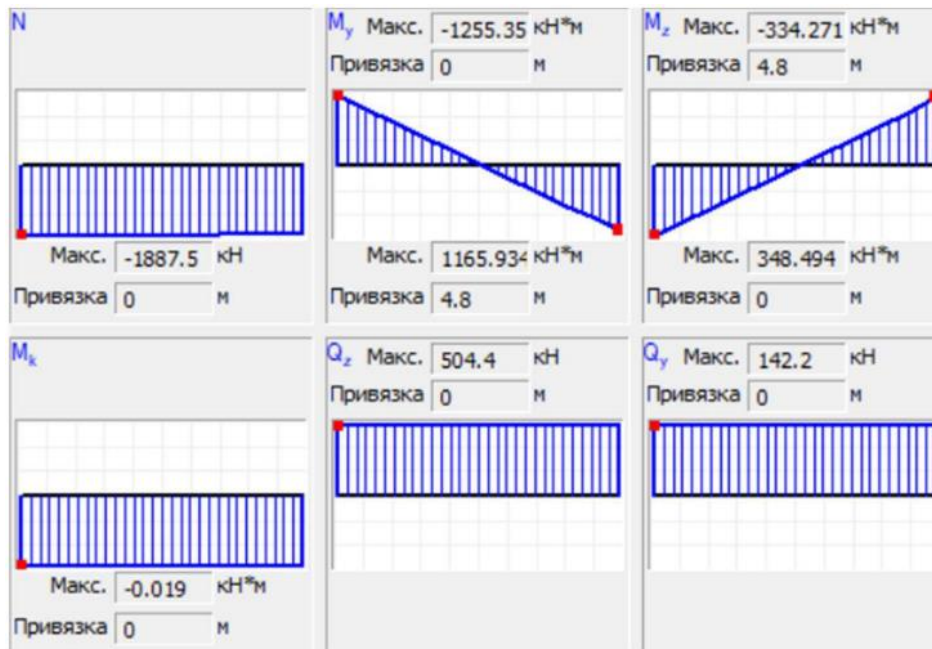 N
Макс. -1887.5 кН
Привязка 0 м
My Макс. -1255.35 кН*м
Привязка 0 м
Макс. 1165.934 кН*м
Привязка 4.8 м
Mz Макс. -334.271 кН*м
Привязка 4.8 м
Макс. 348.494 кН*м
Привязка 0 м
Mk
Макс. -0.019 кН*м
Привязка 0 м
Qz Макс. 504.4 кН
Привязка 0 м
Qy Макс. 142.2 кН
Привязка 0 м